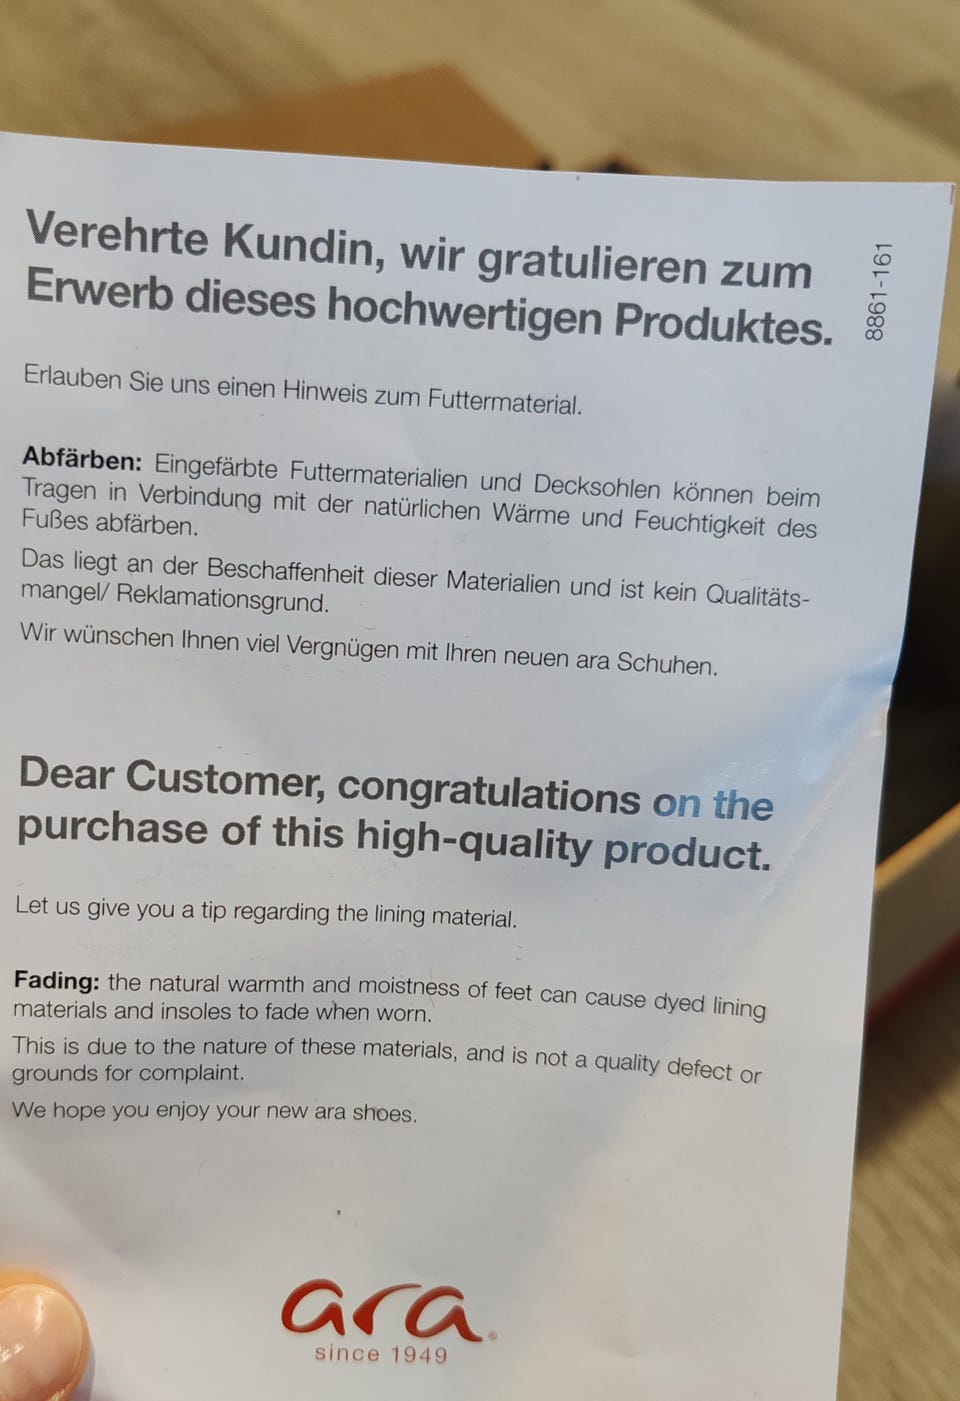 Verehrte Kundin, wir gratulieren zum
Erwerb dieses hochwertigen Produktes.
8861-161
Erlauben Sie uns einen Hinweis zum Futtermaterial.
Abfärben: Eingefärbte Futtermaterialien und Decksohlen können beim
Tragen in Verbindung mit der natürlichen Wärme und Feuchtigkeit des
Fußes abfärben.
Das liegt an der Beschaffenheit dieser Materialien und ist kein Qualitäts-
mangel/ Reklamationsgrund.
Wir wünschen Ihnen viel Vergnügen mit Ihren neuen ara Schuhen.
Dear Customer, congratulations on the
purchase of this high-quality product.
Let us give you a tip regarding the lining material.
Fading: the natural warmth and moistness of feet can cause dyed lining
materials and insoles to fade when worn.
This is due to the nature of these materials, and is not a quality defect or
grounds for complaint.
We hope you enjoy your new ara shoes.
ara®
since 1949